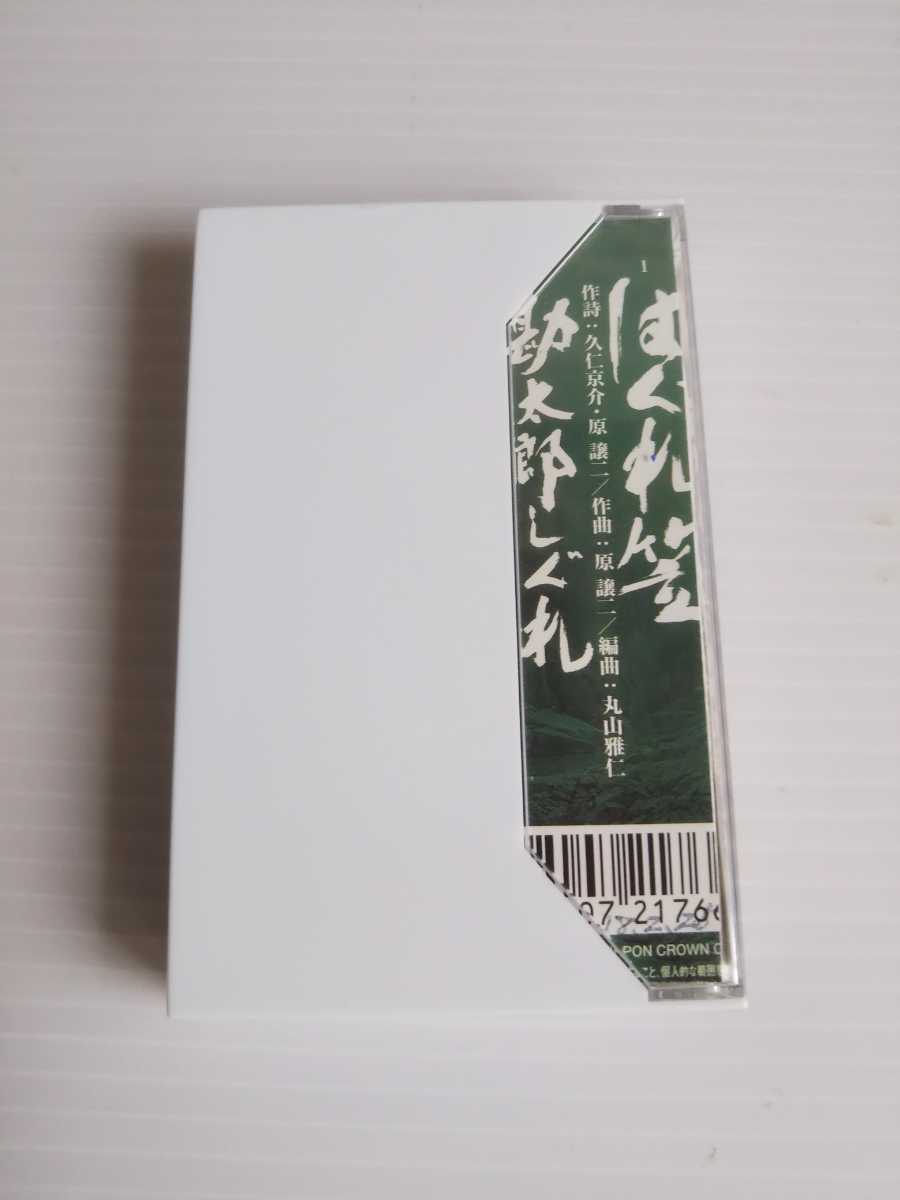 1
はぐれ笠
作詩：久仁京介・原 譲二／作曲：原 譲二／編曲：丸山雅仁
勘太郎しぐれ
07 2176
PON CROWN
こと、個人的な範囲